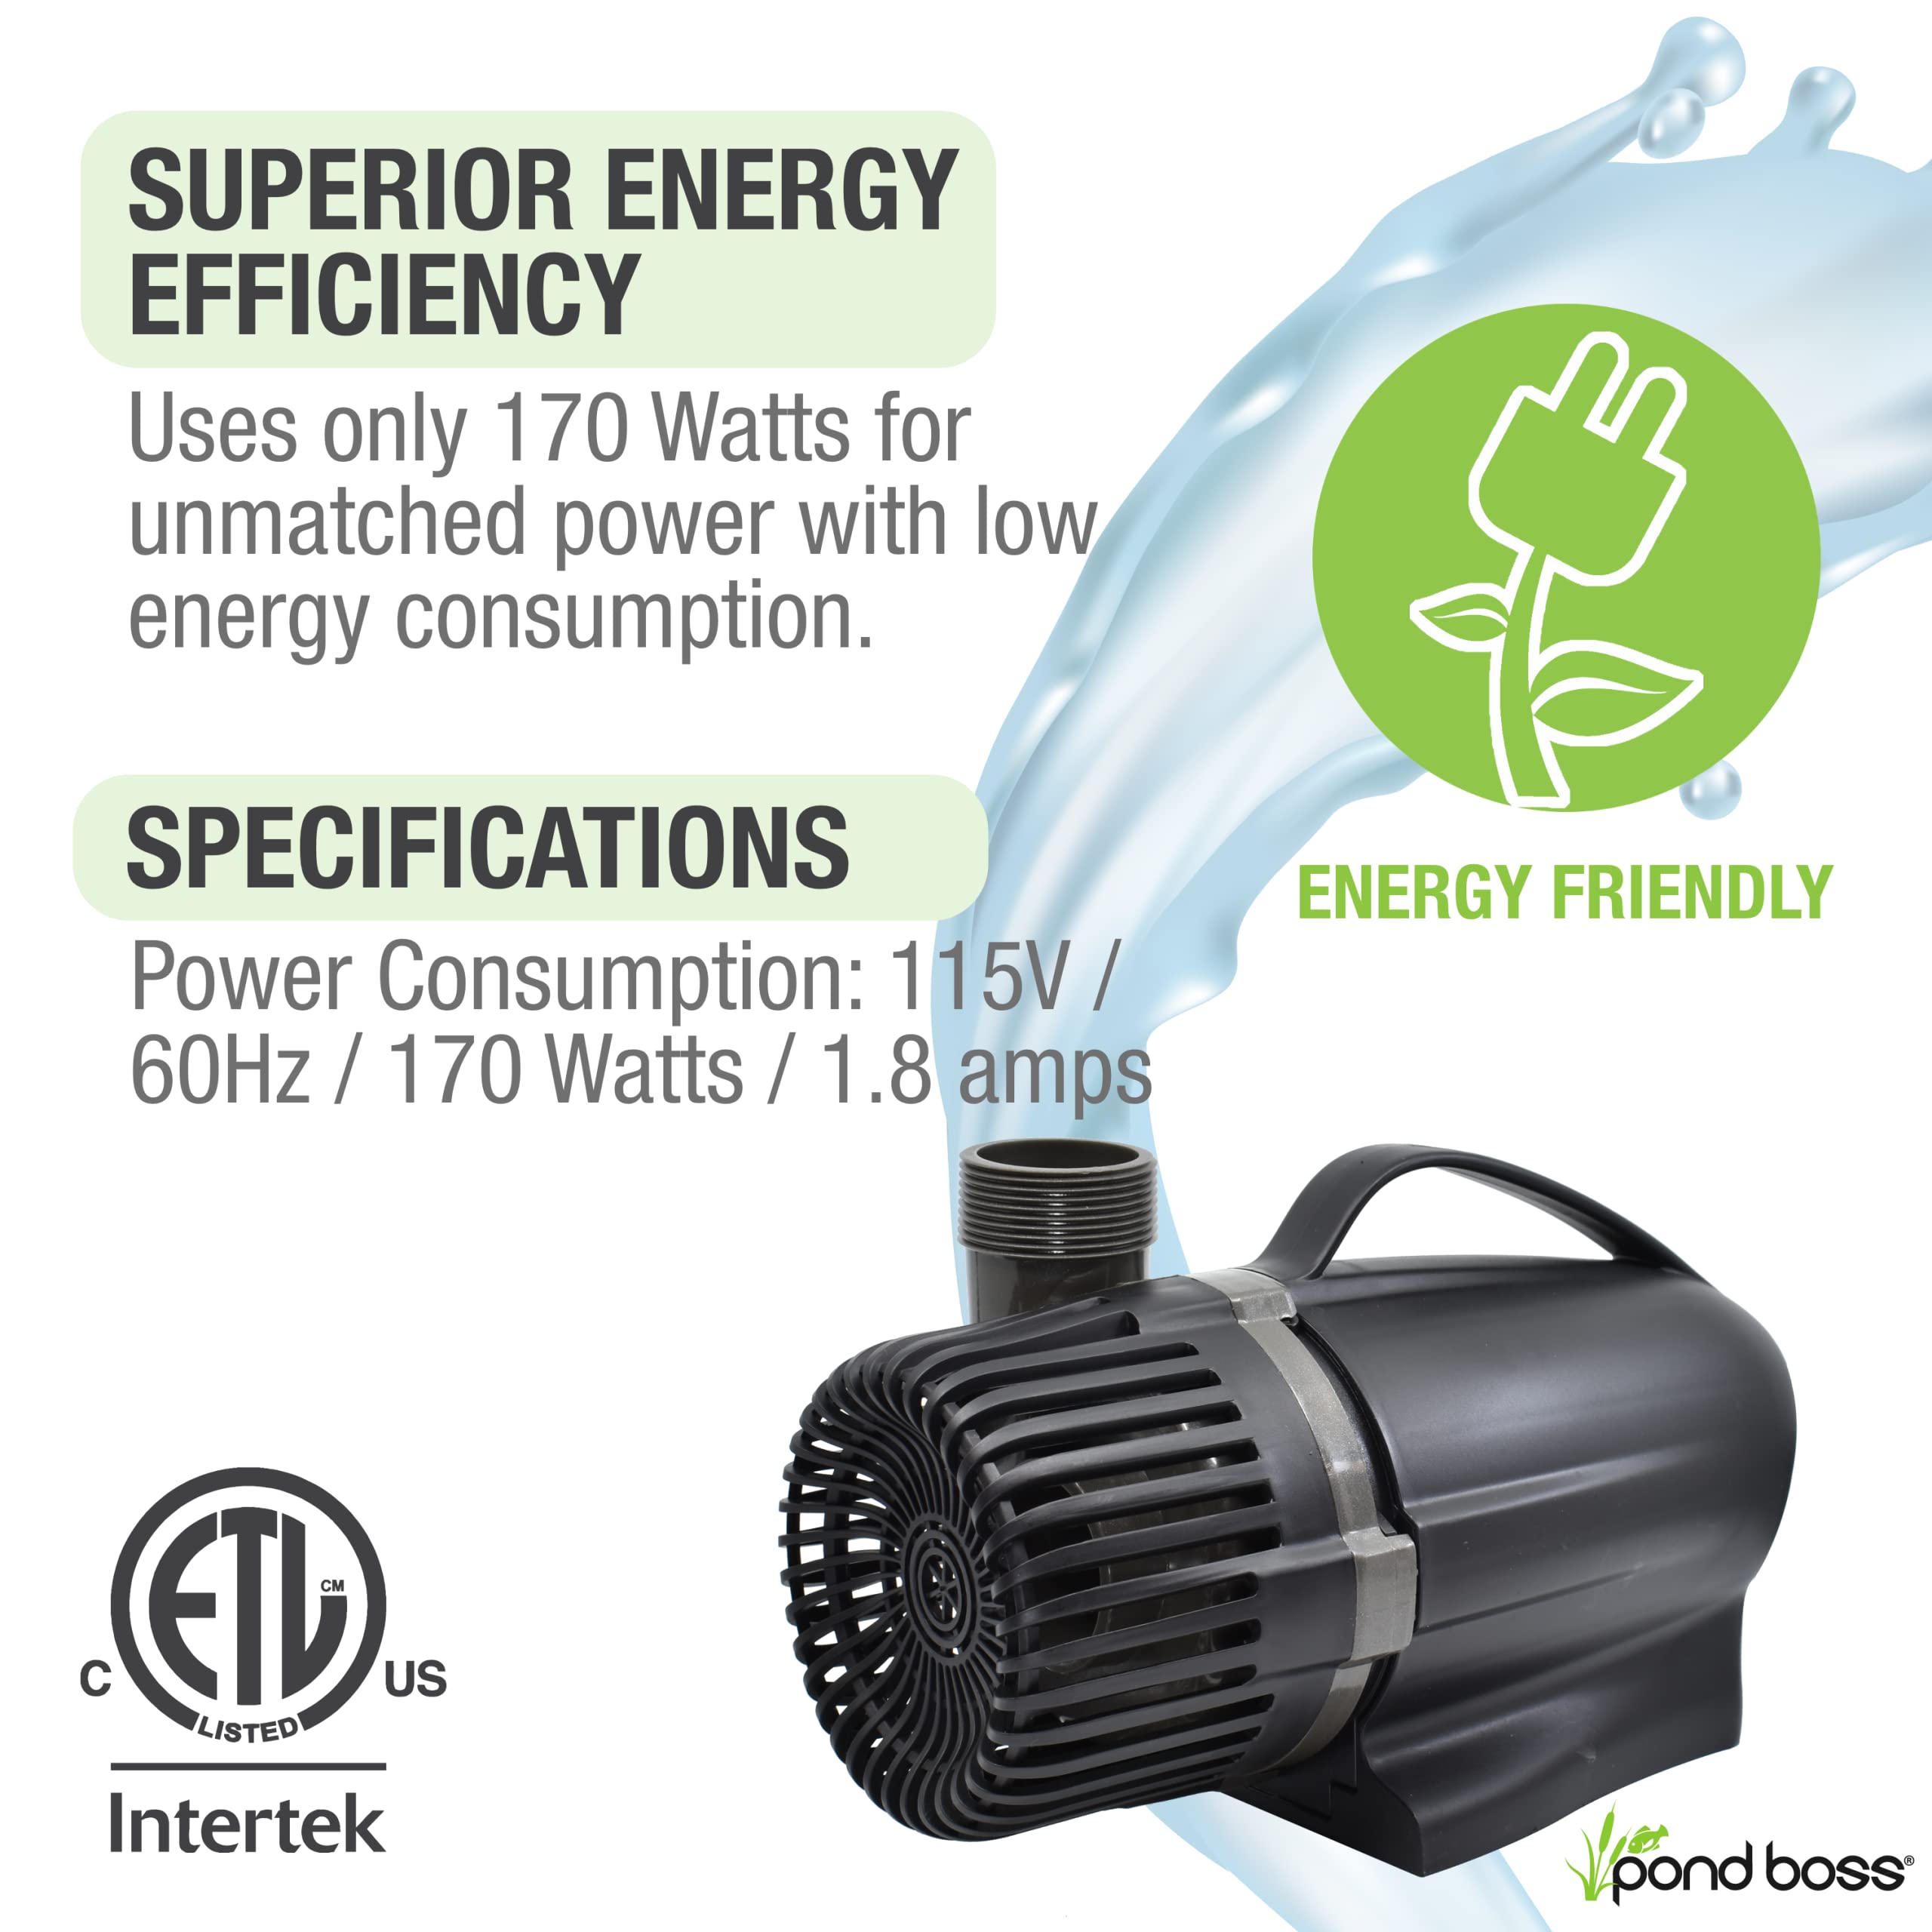 SUPERIOR ENERGY
EFFICIENCY
Uses only 170 Watts for
unmatched power with low
energy consumption.
ENERGY FRIENDLY
SPECIFICATIONS
Power Consumption: 115V /
60Hz / 170 Watts / 1.8 amps
ETL CM
C US
LISTED
Intertek
pond boss®